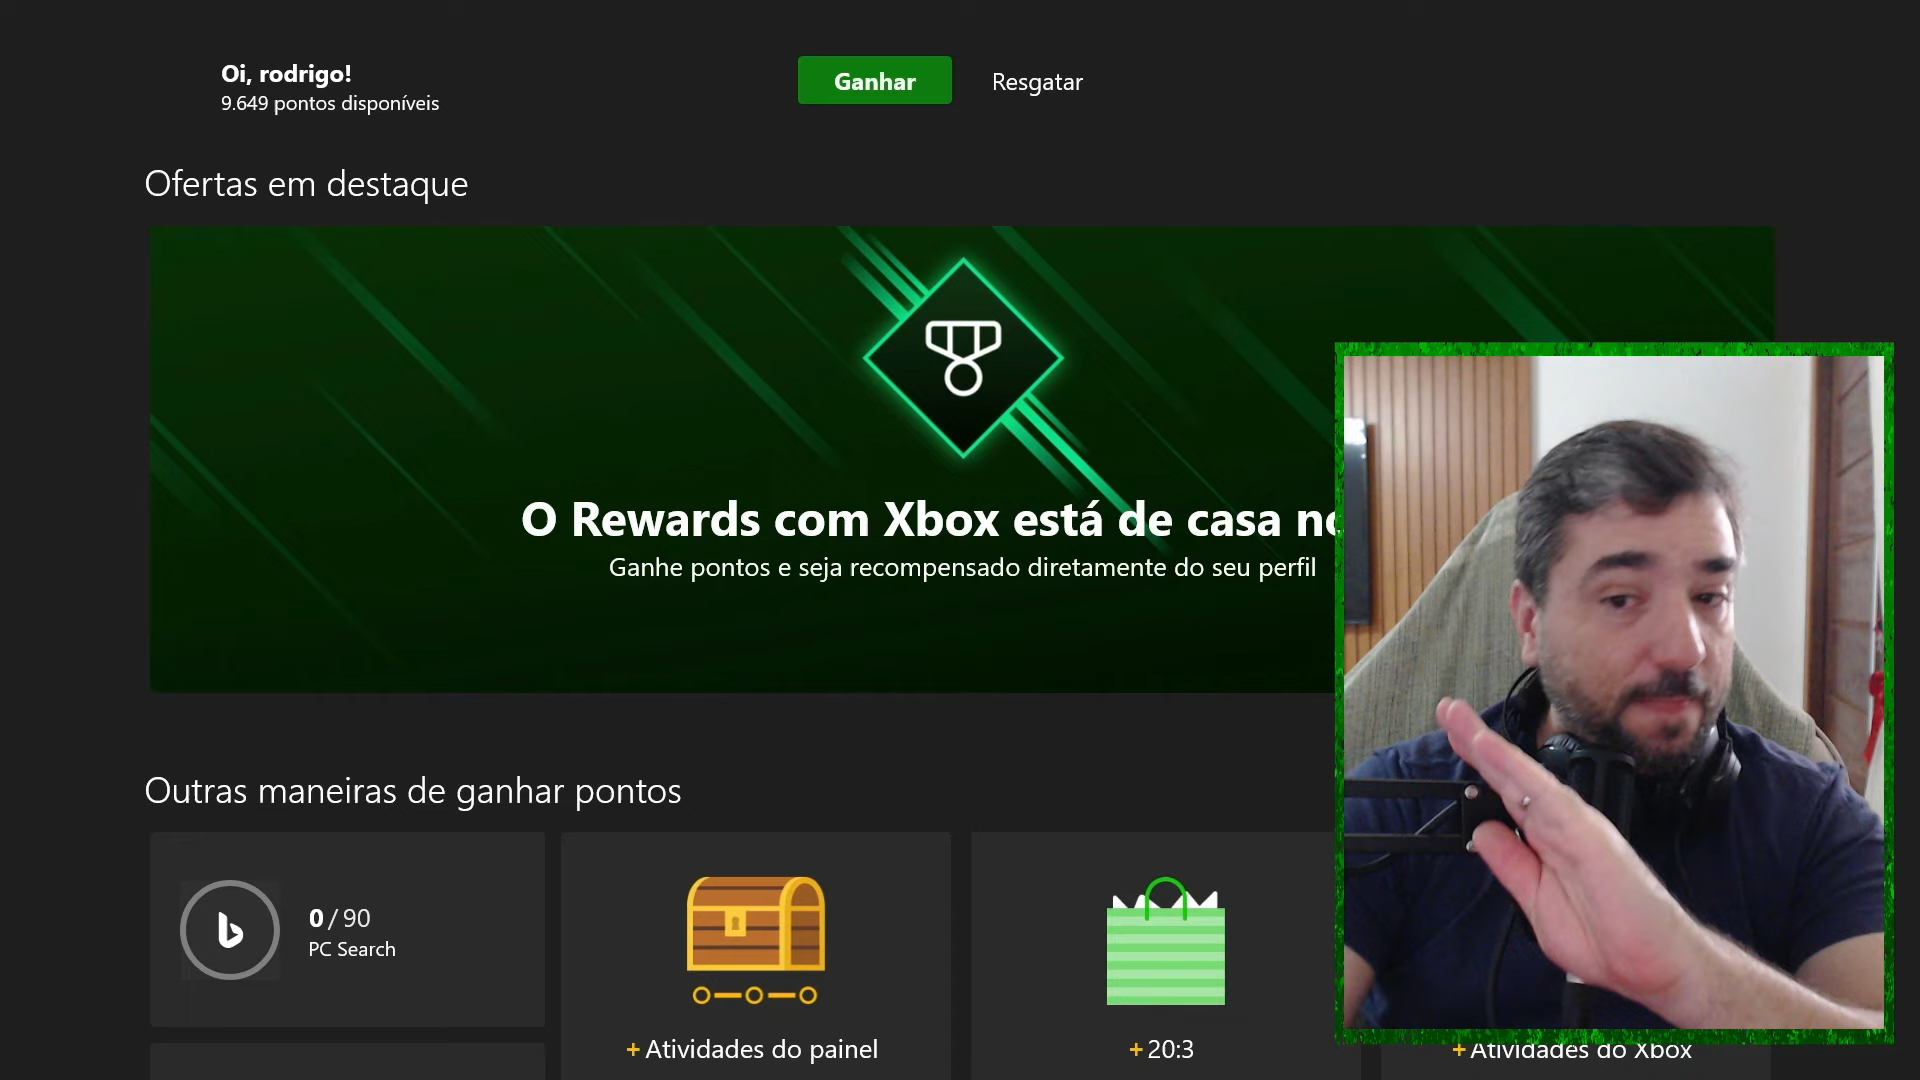 Oi, rodrigo!
9.649 pontos disponíveis
Ganhar
Resgatar
Ofertas em destaque
O Rewards com Xbox está de casa
Ganhe pontos e seja recompensado diretamente do seu perfil
Outras maneiras de ganhar pontos
0/90
PC Search
+Atividades do painel
+20:3
+Atividades do Xbox